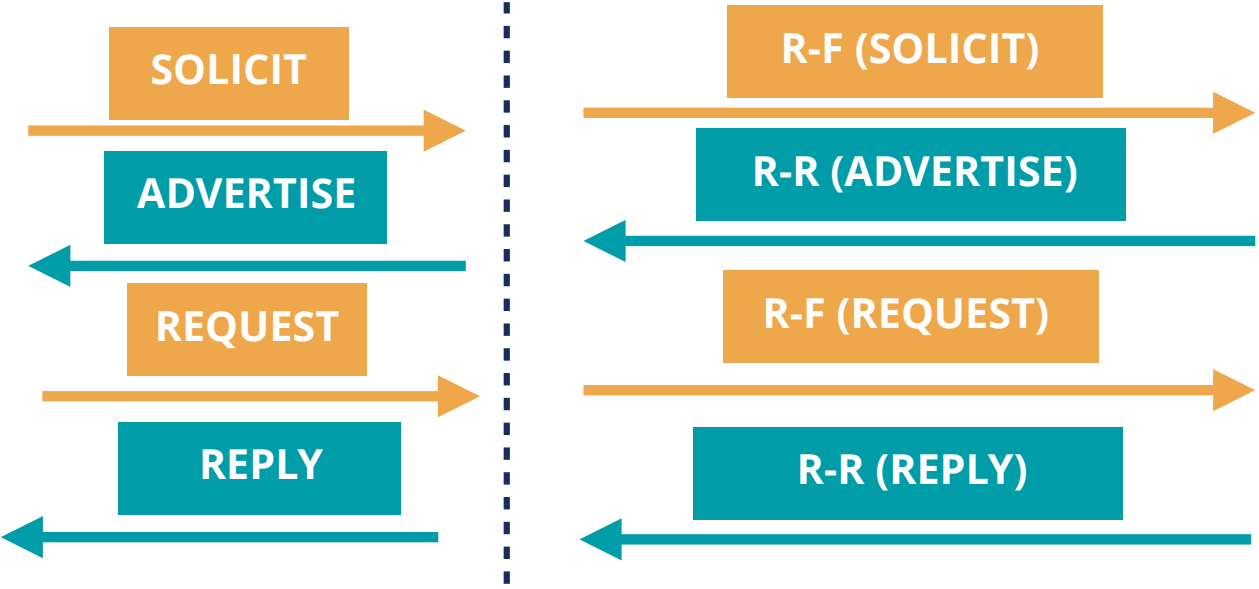 SOLICIT
ADVERTISE
REQUEST
REPLY
R-F (SOLICIT)
R-R (ADVERTISE)
R-F (REQUEST)
R-R (REPLY)